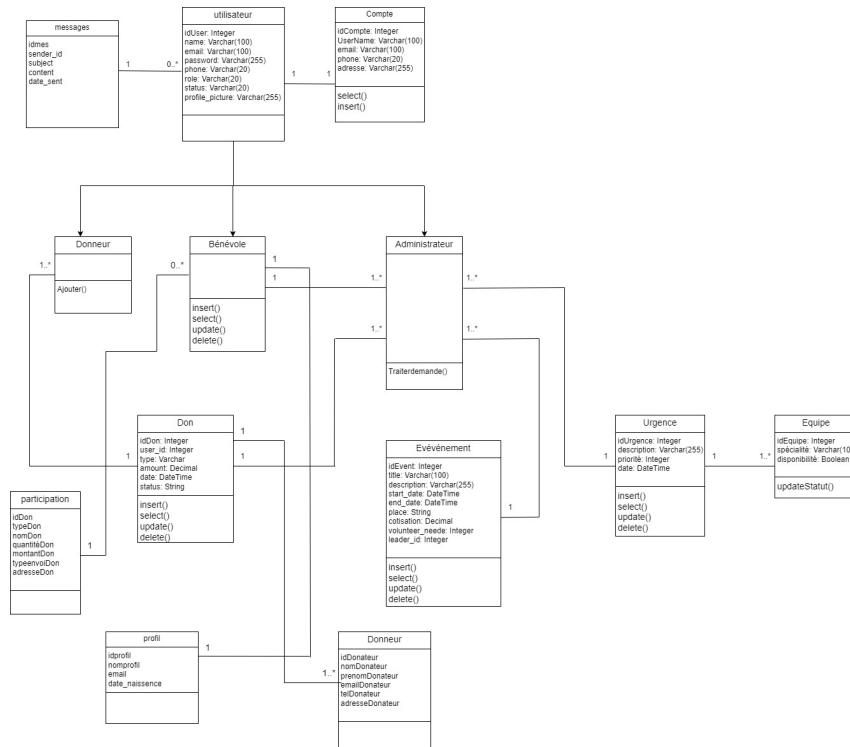 messages
idmes
sender_id
subject
content
date_sent
1
0..*
utilisateur
idUser: Integer
name: Varchar(100)
email: Varchar(100)
password: Varchar(255)
phone: Varchar(20)
role: Varchar(20)
status: Varchar(20)
profile_picture: Varchar(255)
1
1
Compte
idCompte: Integer
UserName: Varchar(100)
email: Varchar(100)
phone: Varchar(20)
adresse: Varchar(255)
select()
insert()
Donneur
Ajouter()
1..*
0..*
Bénévole
insert()
select()
update()
delete()
1
1
1..*
1..*
Administrateur
Traiterdemande()
1..*
1..*
Don
idDon: Integer
user_id: Integer
type: Varchar
amount: Decimal
date: DateTime
status: String
insert()
select()
update()
delete()
1
1
1
Evévénement
idEvent: Integer
title: Varchar(100)
description: Varchar(255)
start_date: DateTime
end_date: DateTime
place: String
cotisation: Decimal
volunteer_neede: Integer
leader_id: Integer
insert()
select()
update()
delete()
1
1
Urgence
idUrgence: Integer
description: Varchar(255)
priorité: Integer
date: DateTime
insert()
select()
update()
delete()
1
1..*
Equipe
idEquipe: Integer
spécialité: Varchar(10
disponibilité: Boolean
updateStatut()
participation
idDon
typeDon
nomDon
quantitéDon
montantDon
typeenvoiDon
adresseDon
1
profil
idprofil
nomprofil
email
date_naissence
1
1..*
Donneur
idDonateur
nomDonateur
prenomDonateur
emailDonateur
telDonateur
adresseDonateur